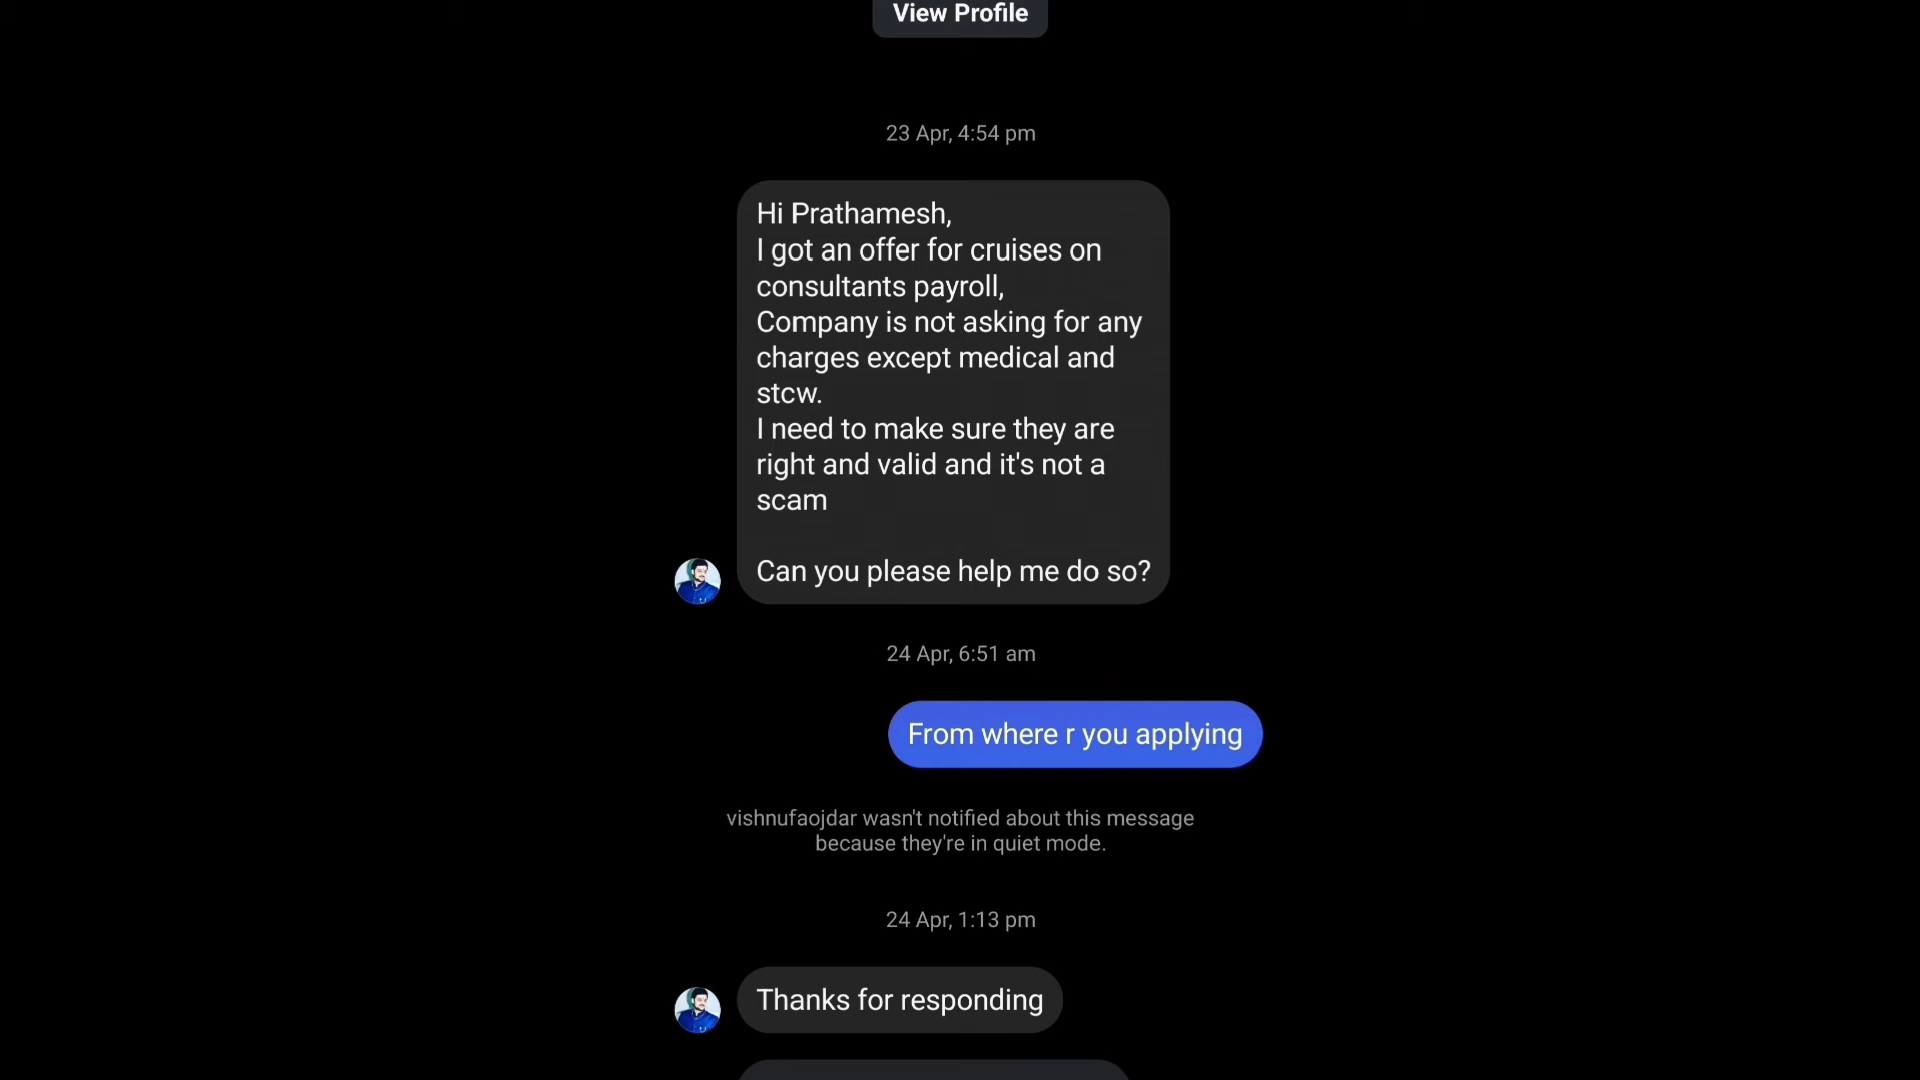 View Profile
23 Apr, 4:54 pm
Hi Prathamesh,
I got an offer for cruises on
consultants payroll,
Company is not asking for any
charges except medical and
stcw.
I need to make sure they are
right and valid and it's not a
scam
Can you please help me do so?
24 Apr, 6:51 am
From where r you applying
vishnufaojdar wasn't notified about this message
because they're in quiet mode.
24 Apr, 1:13 pm
Thanks for responding